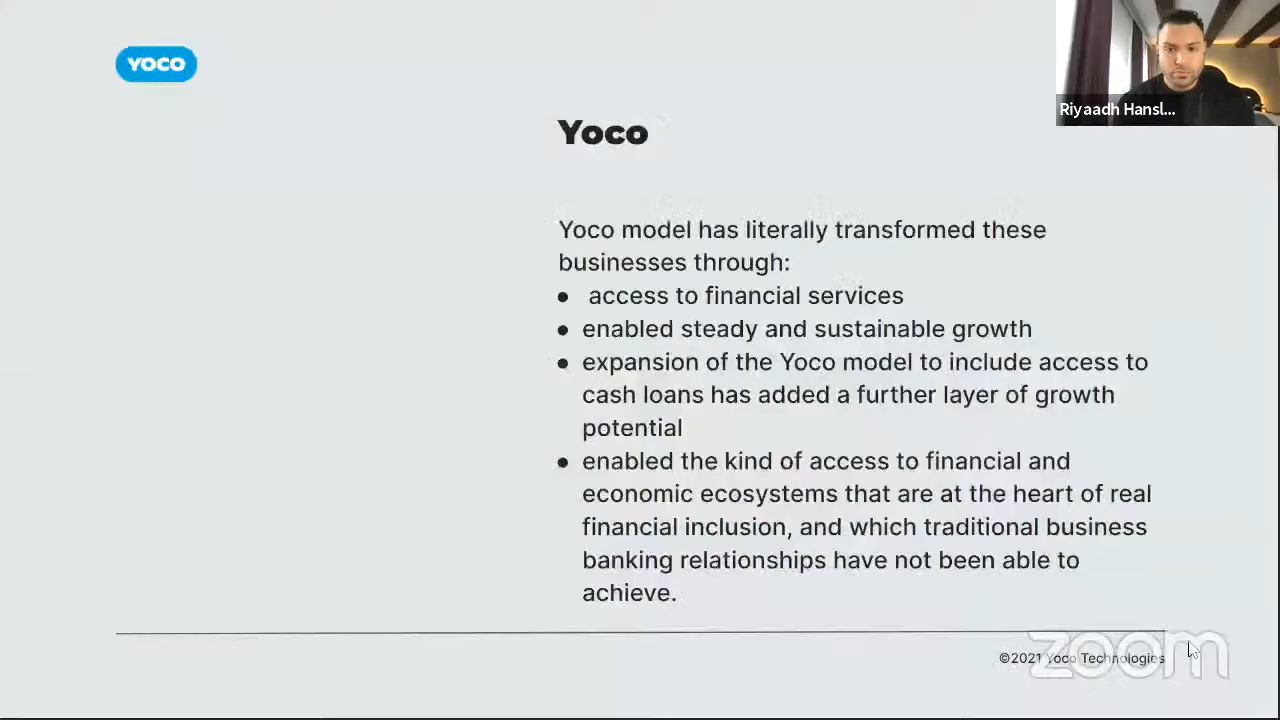 YOCO
Riyaadh Hansl...
Yoco
Yoco model has literally transformed these
businesses through:
● access to financial services
● enabled steady and sustainable growth
● expansion of the Yoco model to include access to
cash loans has added a further layer of growth
potential
● enabled the kind of access to financial and
economic ecosystems that are at the heart of real
financial inclusion, and which traditional business
banking relationships have not been able to
achieve.
©2021 Yoco Technologies
zoom